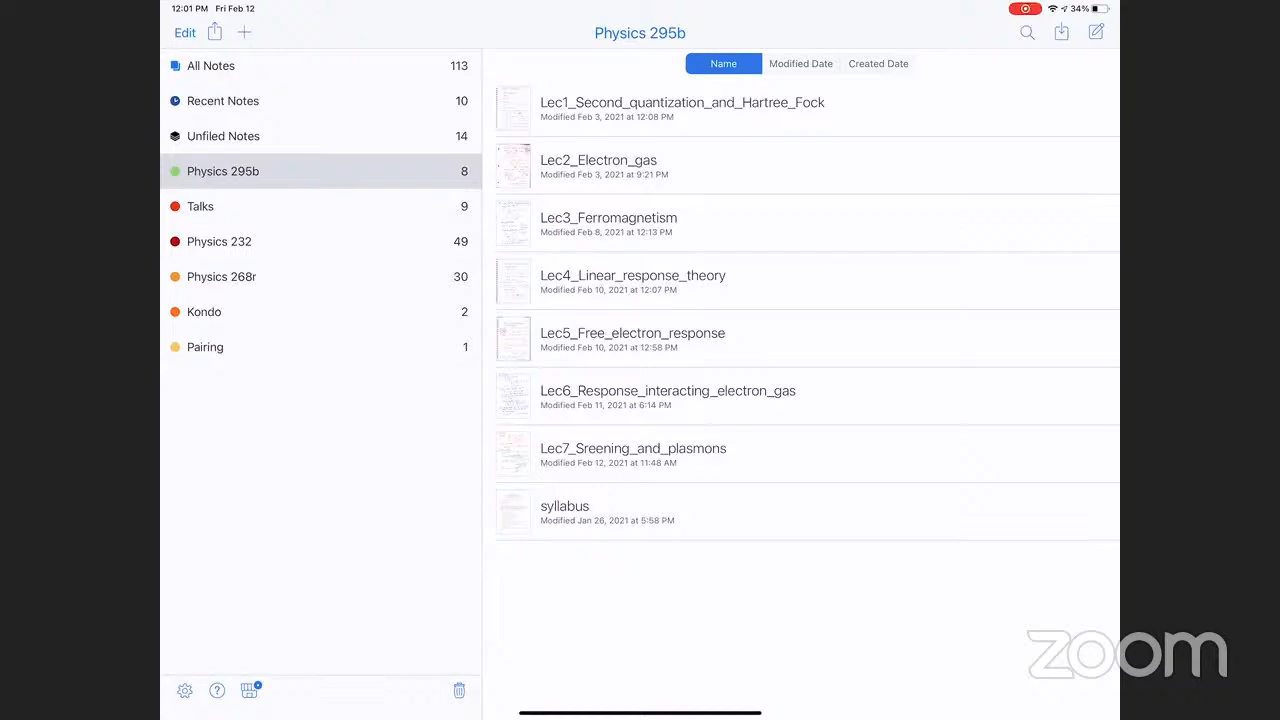 12:01 PM Fri Feb 12
34%
Edit
Physics 295b
Name
Modified Date
Created Date
All Notes 113
Recent Notes 10
Unfiled Notes 14
Physics 295b 8
Talks 9
Physics 232 49
Physics 30
Kondo 2
Pairing 1
Lec1_Second_quantization_and_Hartree_Fock
Modified Feb 3, 2021 at 12:08 PM
Lec2_Electron_gas
Modified Feb 3, 2021 at 9:21 PM
Lec3_Ferromagnetism
Modified Feb 8, 2021 at 12:13 PM
Lec4_Linear_response_theory
Modified Feb 10, 2021 at 12:07 PM
Lec5_Free_electron_response
Modified Feb 10, 2021 at 12:58 PM
Lec6_Response_interacting_electron_gas
Modified Feb 11, 2021 at 6:14 PM
Lec7_Sreening_and_plasmons
Modified Feb 12, 2021 at 11:48 AM
syllabus
Modified Jan 26, 2021 at 5:58 PM
zoom